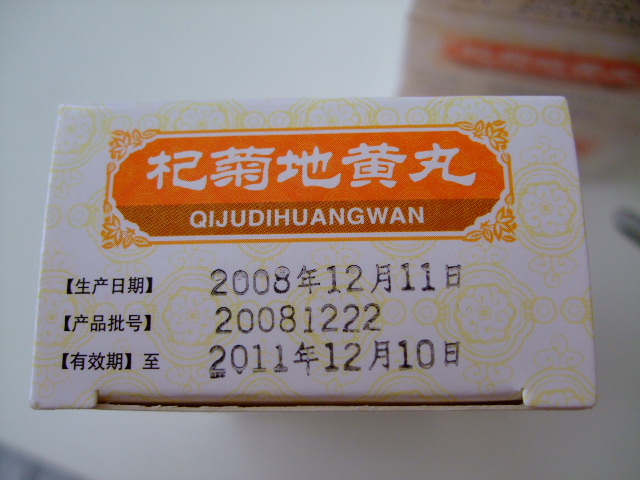 杞菊地黄丸
QIJUDIHUANGWAN
【生产日期】 2008年12月11日
【产品批号】 20081222
【有效期】至 2011年12月10日